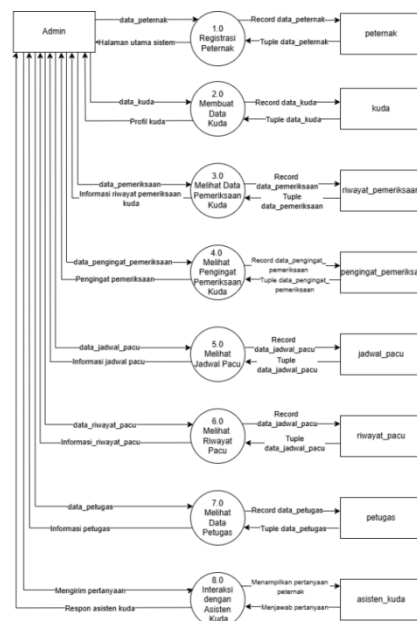 Admin
data_peternak
Halaman utama sistem
1.0
Registrasi
Peternak
Record data_peternak
Tuple data_peternak
peternak
data_kuda
Profil kuda
2.0
Membuat
Data
Kuda
Record data_kuda
Tuple data_kuda
kuda
data_pemeriksaan
Informasi riwayat pemeriksaan
kuda
3.0
Melihat Data
Pemeriksaan
Kuda
Record
data_pemeriksaan
Tuple
data_pemeriksaan
riwayat_pemeriksaan
data_pengingat_pemeriksaan
Pengingat pemeriksaan
4.0
Melihat
Pengingat
Pemeriksaan
Kuda
Record data_pengingat_
pemeriksaan
Tuple data_pengingat_
pemeriksaan
pengingat_pemeriksa
data_jadwal_pacu
Informasi jadwal pacu
5.0
Melihat
Jadwal Pacu
Record
data_jadwal_pacu
Tuple
data_jadwal_pacu
jadwal_pacu
data_riwayat_pacu
Informasi_riwayat_pacu
6.0
Melihat
Riwayat
Pacu
Record
data_jadwal_pacu
Tuple
data_jadwal_pacu
riwayat_pacu
data_petugas
Informasi petugas
7.0
Melihat
Data
Petugas
Record data_petugas
Tuple data_petugas
petugas
Mengirim pertanyaan
Respon asisten kuda
8.0
Interaksi
dengan
Asisten
Kuda
Menampilkan pertanyaan
peternak
Menjawab pertanyaan
asisten_kuda